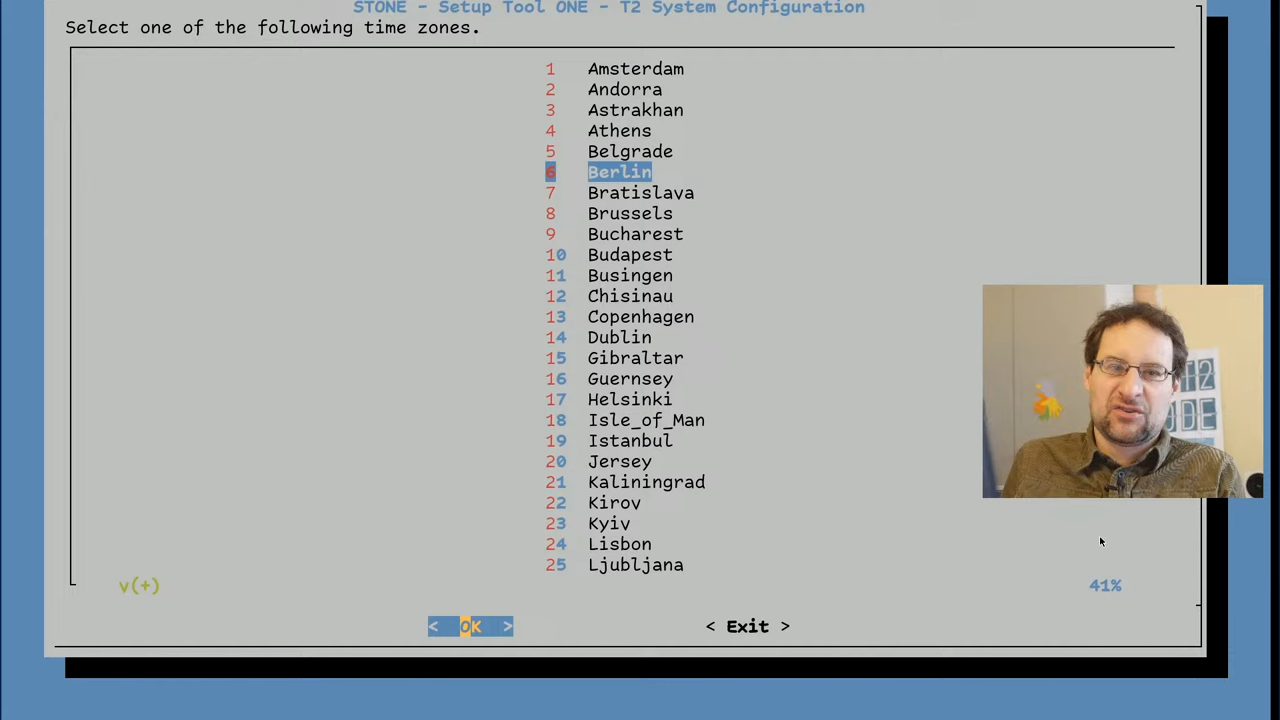 STONE - Setup Tool ONE - T2 System Configuration
Select one of the following time zones.
1 Amsterdam
2 Andorra
3 Astrakhan
4 Athens
5 Belgrade
6 Berlin
7 Bratislava
8 Brussels
9 Bucharest
10 Budapest
11 Busingen
12 Chisinau
13 Copenhagen
14 Dublin
15 Gibraltar
16 Guernsey
17 Helsinki
18 Isle_of_Man
19 Istanbul
20 Jersey
21 Kaliningrad
22 Kirov
23 Kyiv
24 Lisbon
25 Ljubljana
v(+) 41%
< OK > < Exit >
T2
DE